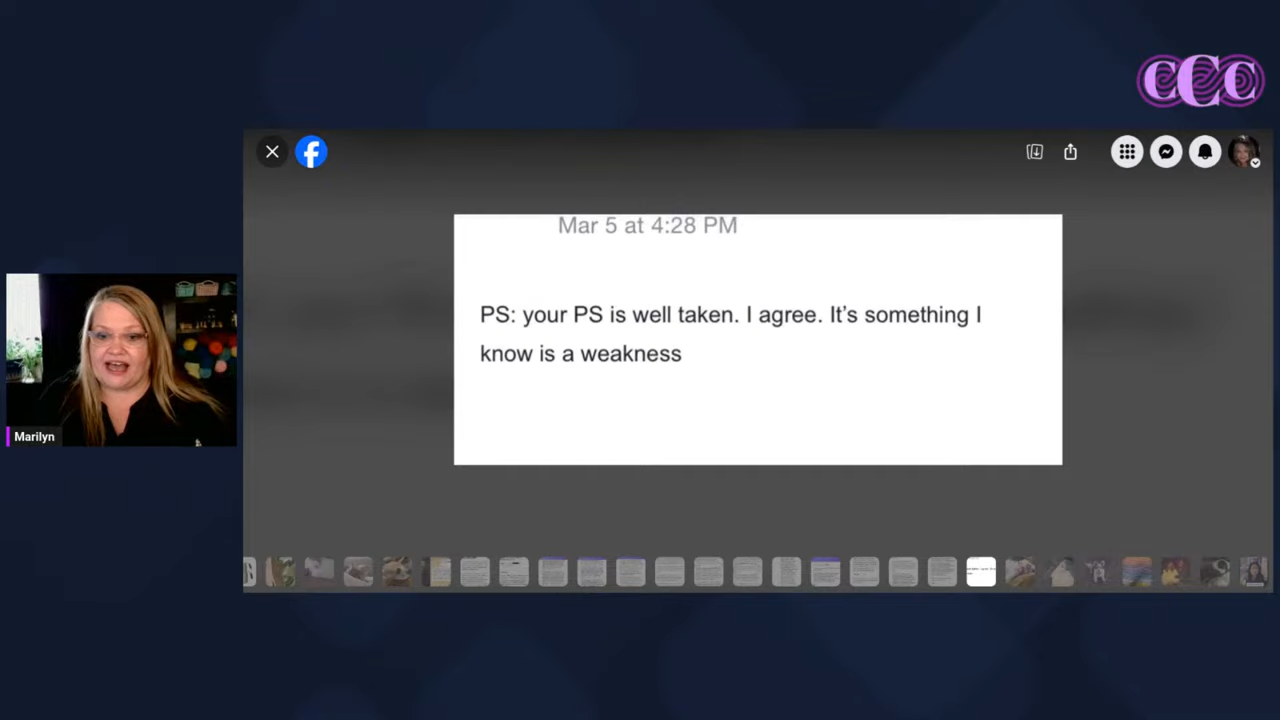 CCC
Mar 5 at 4:28 PM
PS: your PS is well taken. I agree. It’s something I
know is a weakness
Marilyn